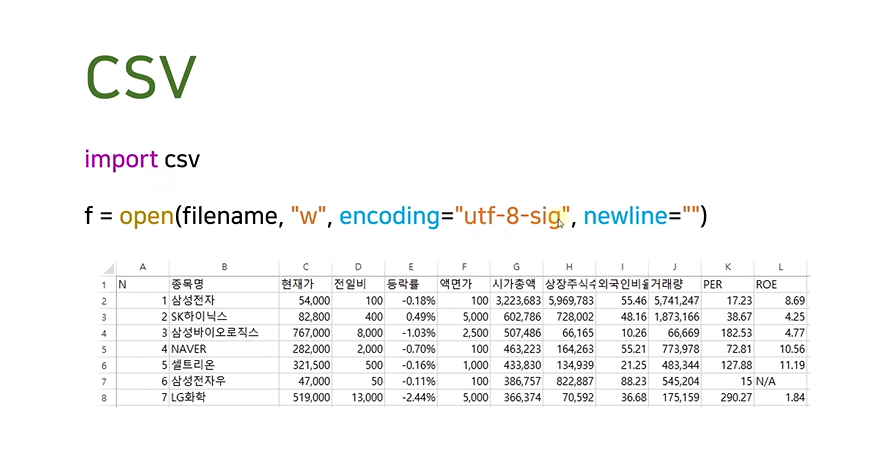 CSV
import csv
f = open(filename, "w", encoding="utf-8-sig", newline="")
A B C D E F G H I J K L
1 N 종목명 현재가 전일비 등락률 액면가 시가총액 상장주식수 외국인비율 거래량 PER ROE
2 1 삼성전자 54,000 100 -0.18% 100 3,223,683 5,969,783 55.46 5,741,247 17.23 8.69
3 2 SK하이닉스 82,800 400 0.49% 5,000 602,786 728,002 48.16 1,873,166 38.67 4.25
4 3 삼성바이오로직스 767,000 8,000 -1.03% 2,500 507,486 66,165 10.26 66,669 182.53 4.77
5 4 NAVER 282,000 2,000 -0.70% 100 463,223 164,263 55.21 773,978 72.81 10.56
6 5 셀트리온 321,500 500 -0.16% 1,000 433,830 134,939 21.25 483,344 127.88 11.19
7 6 삼성전자우 47,000 50 -0.11% 100 386,757 822,887 88.23 545,204 15 N/A
8 7 LG화학 519,000 13,000 -2.44% 5,000 366,374 70,592 36.68 175,159 290.27 1.84